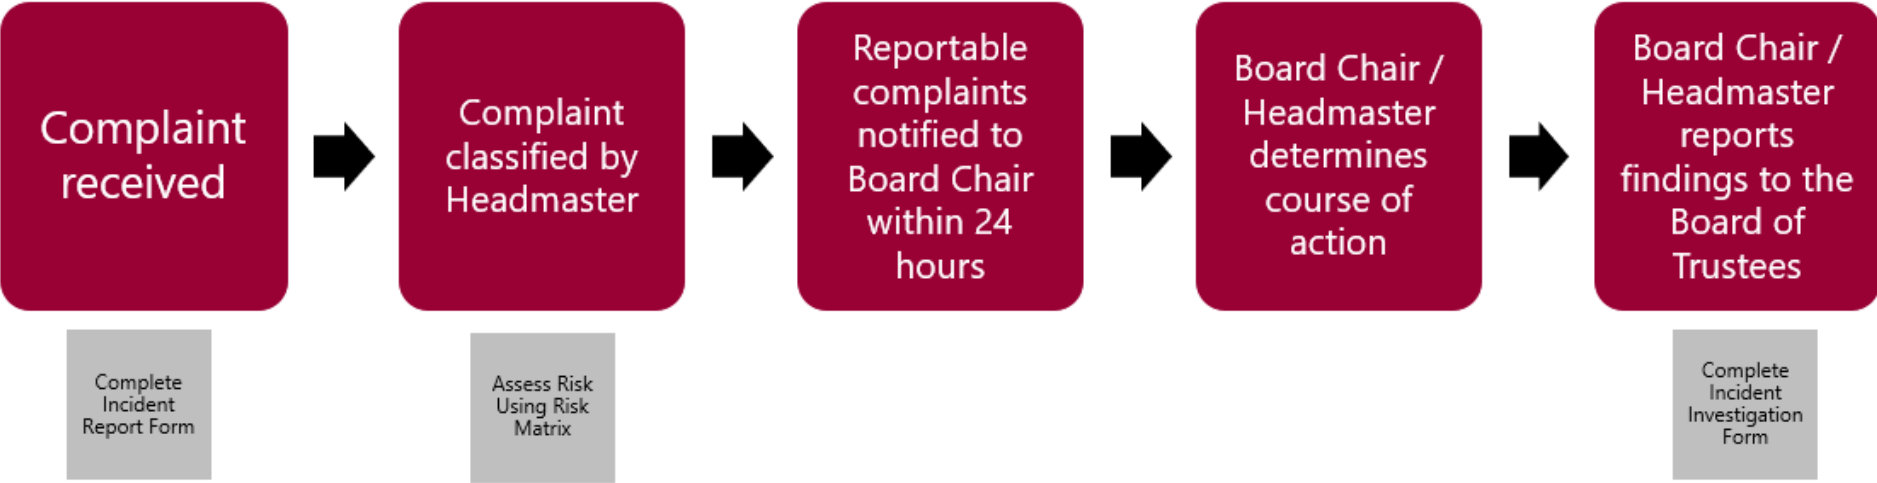 Complaint
received
Complaint
classified by
Headmaster
Reportable
complaints
notified to
Board Chair
within 24
hours
Board Chair /
Headmaster
determines
course of
action
Board Chair /
Headmaster
reports
findings to the
Board of
Trustees
Complete
Incident
Report Form
Assess Risk
Using Risk
Matrix
Complete
Incident
Investigation
Form